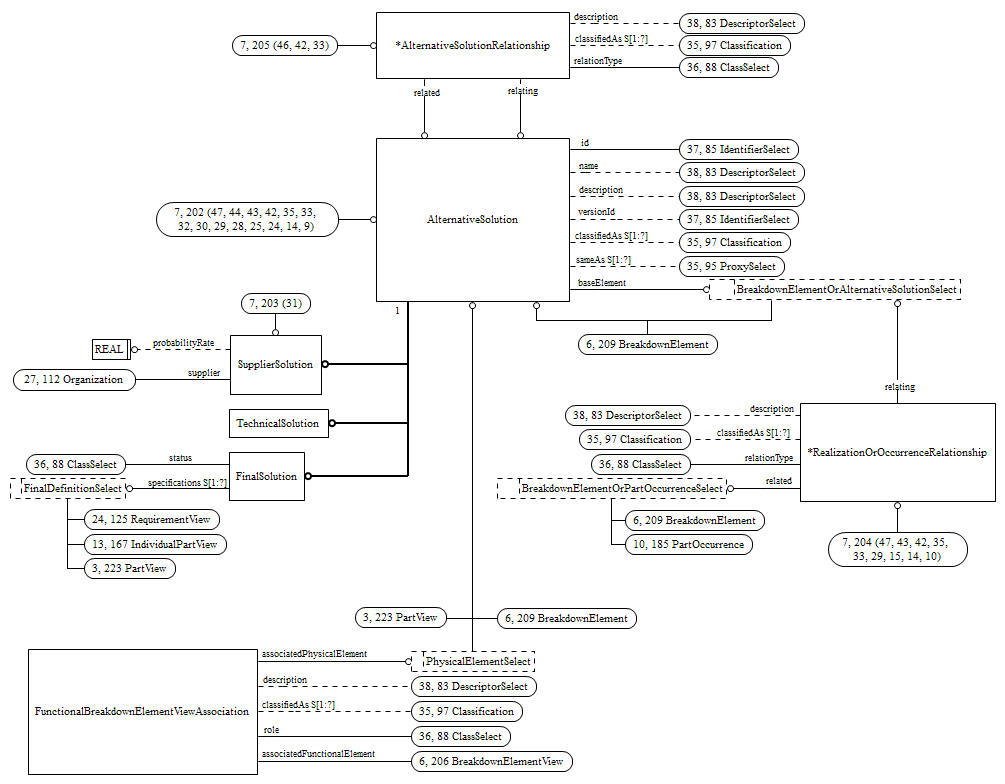 description
38, 83 DescriptorSelect
7, 205 (46, 42, 33)
*AlternativeSolutionRelationship
classifiedAs S[1:?]
35, 97 Classification
relationType
36, 88 ClassSelect
related
relating
id
37, 85 IdentifierSelect
name
38, 83 DescriptorSelect
description
38, 83 DescriptorSelect
7, 202 (47, 44, 43, 42, 35, 33,
32, 30, 29, 28, 25, 24, 14, 9)
AlternativeSolution
versionId
37, 85 IdentifierSelect
classifiedAs S[1:?]
35, 97 Classification
sameAs S[1:?]
35, 95 ProxySelect
baseElement
BreakdownElementOrAlternativeSolutionSelect
7, 203 (31)
1
6, 209 BreakdownElement
REAL
probabilityRate
SupplierSolution
27, 112 Organization
supplier
relating
TechnicalSolution
38, 83 DescriptorSelect
description
35, 97 Classification
classifiedAs S[1:?]
*RealizationOrOccurrenceRelationship
36, 88 ClassSelect
status
FinalSolution
36, 88 ClassSelect
relationType
FinalDefinitionSelect
specifications S[1:?]
BreakdownElementOrPartOccurrenceSelect
related
24, 125 RequirementView
6, 209 BreakdownElement
13, 167 IndividualPartView
10, 185 PartOccurrence
7, 204 (47, 43, 42, 35,
33, 29, 15, 14, 10)
3, 223 PartView
3, 223 PartView
6, 209 BreakdownElement
associatedPhysicalElement
PhysicalElementSelect
description
38, 83 DescriptorSelect
FunctionalBreakdownElementViewAssociation
classifiedAs S[1:?]
35, 97 Classification
role
36, 88 ClassSelect
associatedFunctionalElement
6, 206 BreakdownElementView